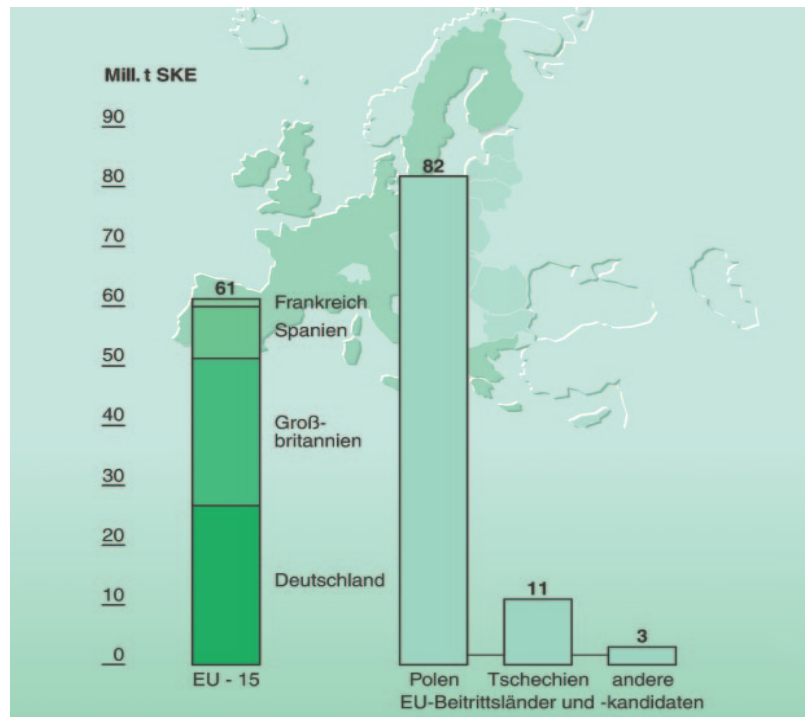 Mill. t SKE
90
80
70
60
50
40
30
20
10
0
61
Frankreich
Spanien
Groß-
britannien
Deutschland
82
11
3
EU - 15
Polen
Tschechien
andere
EU-Beitrittsländer und -kandidaten